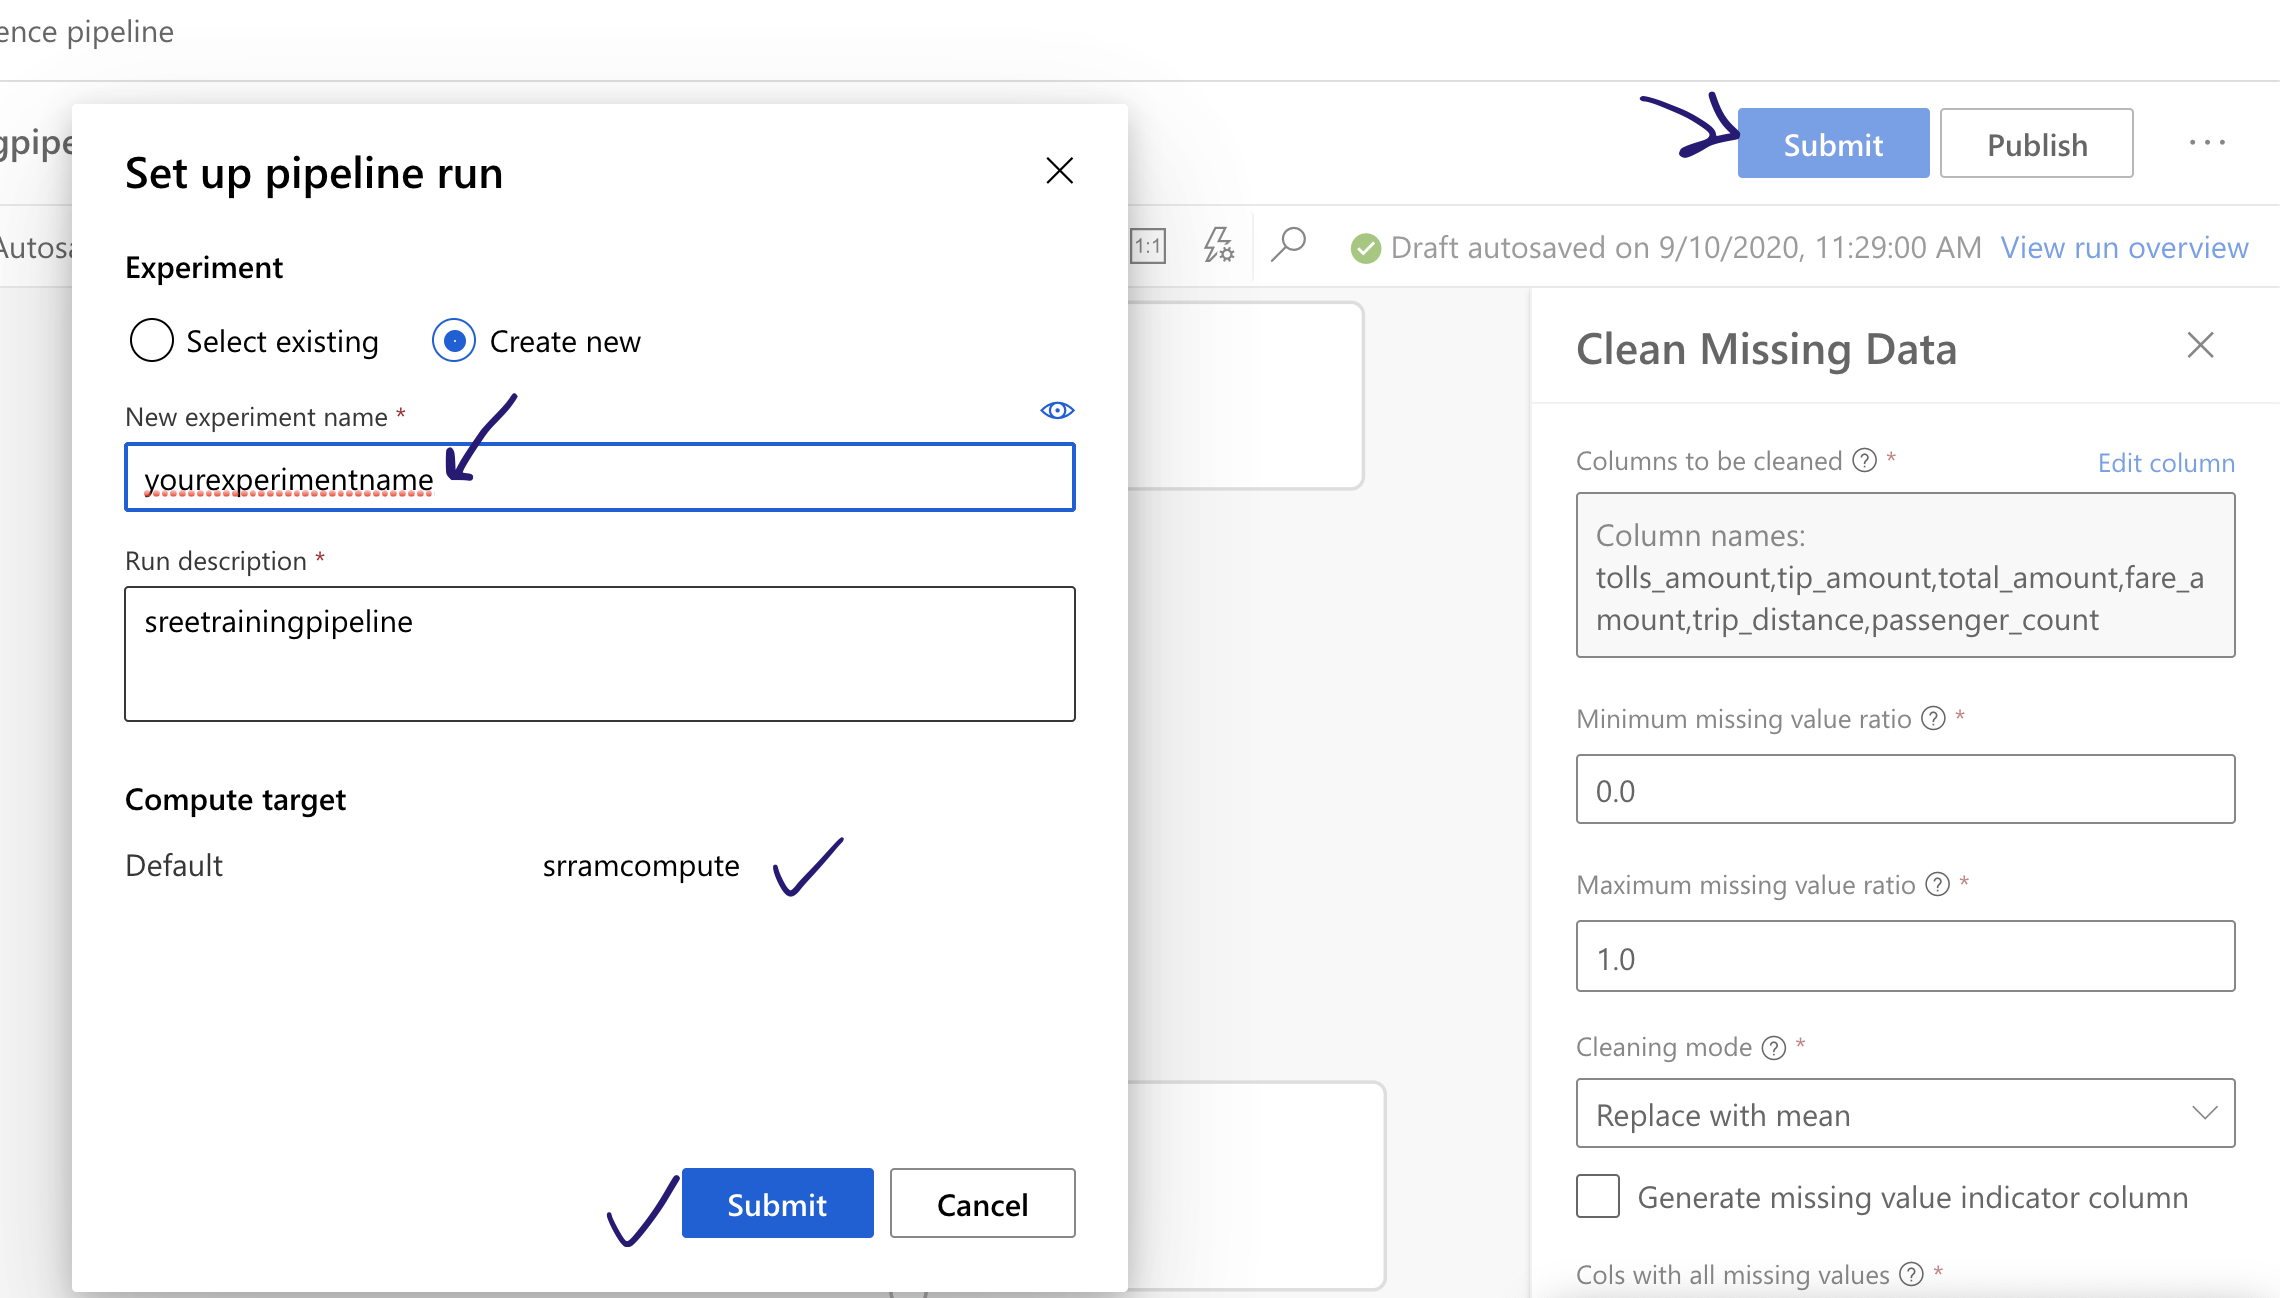 ence pipeline
gpipe
Submit
Publish
Autosa
1:1
Draft autosaved on 9/10/2020, 11:29:00 AM
View run overview
Set up pipeline run
Experiment
Select existing
Create new
New experiment name *
yourexperimentname
Run description *
sreetrainingpipeline
Compute target
Default
srramcompute
Submit
Cancel
Clean Missing Data
Columns to be cleaned ? *
Edit column
Column names:
tolls_amount,tip_amount,total_amount,fare_a
mount,trip_distance,passenger_count
Minimum missing value ratio ? *
0.0
Maximum missing value ratio ? *
1.0
Cleaning mode ? *
Replace with mean
Generate missing value indicator column
Cols with all missing values ? *